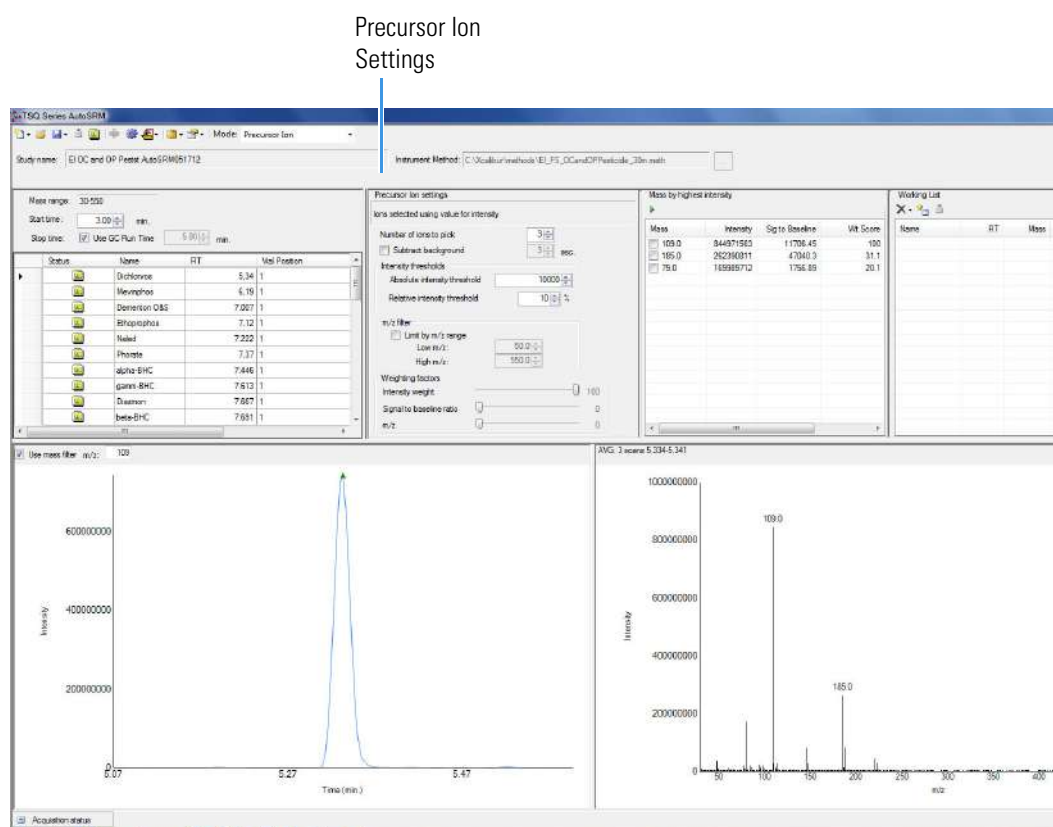 Precursor Ion
Settings
TSQ Series AutoSRM
Mode: Precursor Ion
Study name: EI OC and OP Pestst AutoSRM051712
Instrument Method: C:\Xcalibur\methods\EI_FS_OCandOPPesticide_30m.meth
Mass range: 30-550
Start time: 3.00 min.
Stop time: Use GC Run Time 5.00 min.
Status Name RT Vial Position
Dichlorvos 5.34 1
Mevinphos 6.19 1
Dementon O&S 7.007 1
Ethoprophos 7.12 1
Naled 7.222 1
Phorate 7.37 1
alpha-BHC 7.446 1
gamm-BHC 7.613 1
Diazinon 7.667 1
beta-BHC 7.691 1
Precursor ion settings
Ions selected using value for intensity
Number of ions to pick 3
Subtract background 3 sec.
Intensity thresholds
Absolute intensity threshold 10000
Relative intensity threshold 10 %
m/z filter
Limit by m/z range
Low m/z: 50.0
High m/z: 550.0
Weighting factors
Intensity weight 100
Signal to baseline ratio 0
m/z 0
Mass by highest intensity
Mass Intensity Sig to Baseline Wt Score
109.0 844971563 11706.45 100
185.0 262390811 47040.3 31.1
79.0 169989712 1756.89 20.1
Working List
Name RT Mass
Use mass filter m/z: 109
600000000
400000000
200000000
0
Intensity
5.07 5.27 5.47
Time (min.)
AVG: 3 scans 5.334-5.341
1000000000
800000000
600000000
400000000
200000000
0
Intensity
109.0
185.0
50 100 150 200 250 300 350 400
m/z
Acquisition status